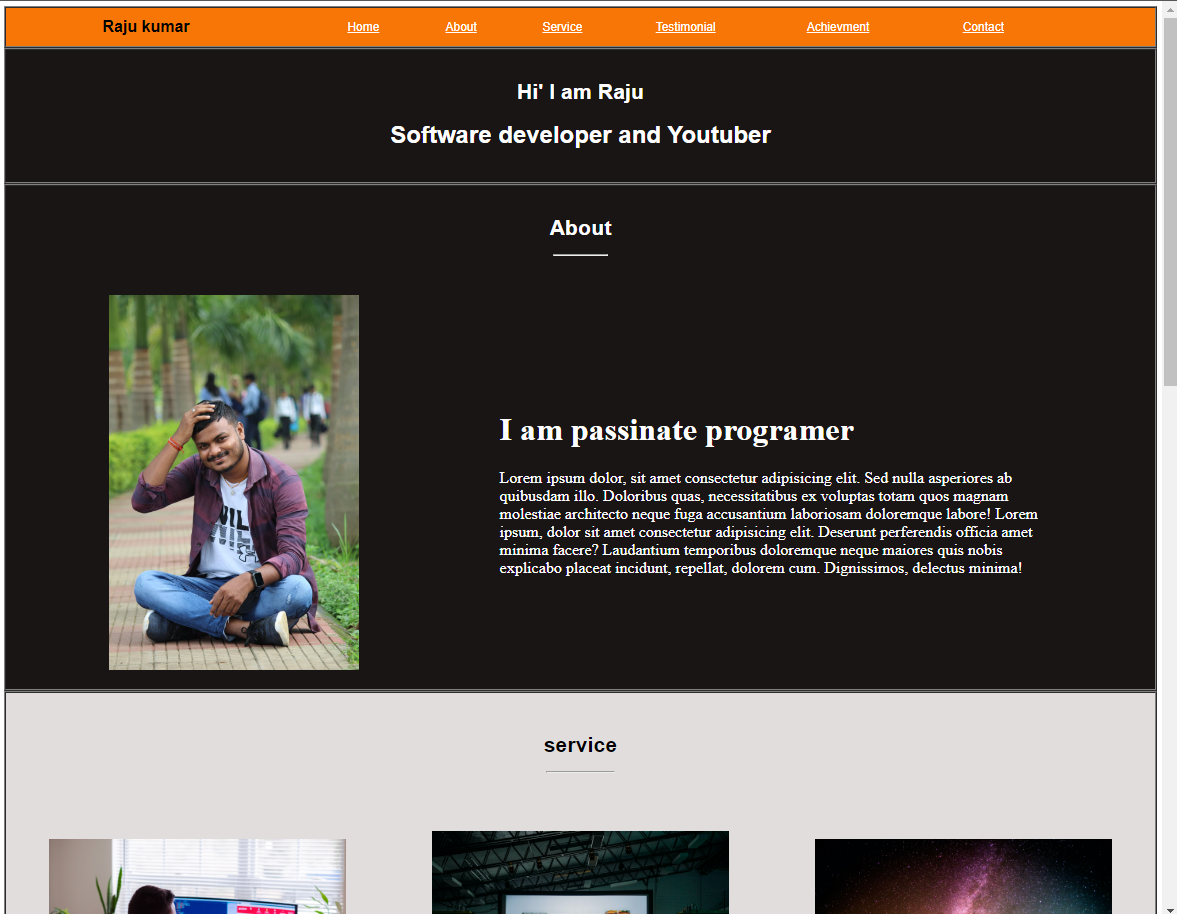 Raju kumar Home About Service Testimonial Achievment Contact
Hi' I am Raju
Software developer and Youtuber
About
I am passinate programer
Lorem ipsum dolor, sit amet consectetur adipisicing elit. Sed nulla asperiores ab
quibusdam illo. Doloribus quas, necessitatibus ex voluptas totam quos magnam
molestiae architecto neque fuga accusantium laboriosam doloremque labore! Lorem
ipsum, dolor sit amet consectetur adipisicing elit. Deserunt perferendis officia amet
minima facere? Laudantium temporibus doloremque neque maiores quis nobis
explicabo placeat incidunt, repellat, dolorem cum. Dignissimos, delectus minima!
service